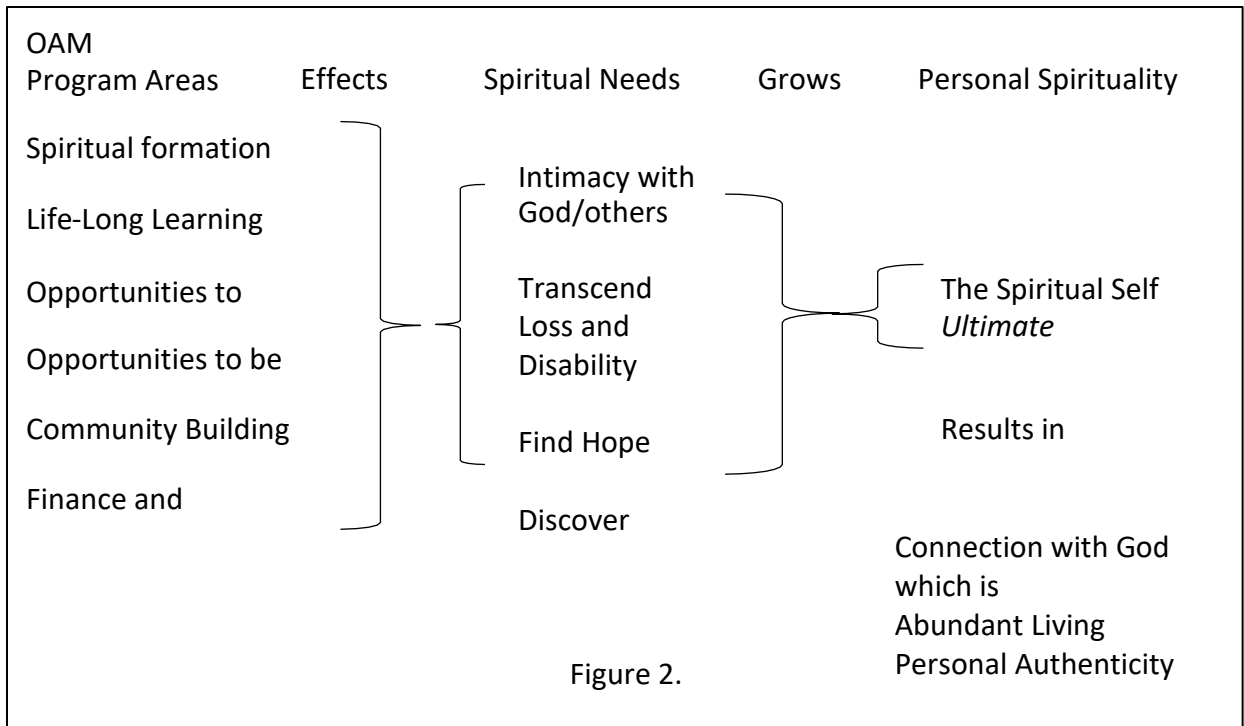 OAM
Program Areas Effects Spiritual Needs Grows Personal Spirituality
Spiritual formation
Life-Long Learning
Opportunities to
Opportunities to be
Community Building
Finance and
Intimacy with
God/others
Transcend
Loss and
Disability
Find Hope
Discover
The Spiritual Self
Ultimate
Results in
Connection with God
which is
Abundant Living
Personal Authenticity
Figure 2.